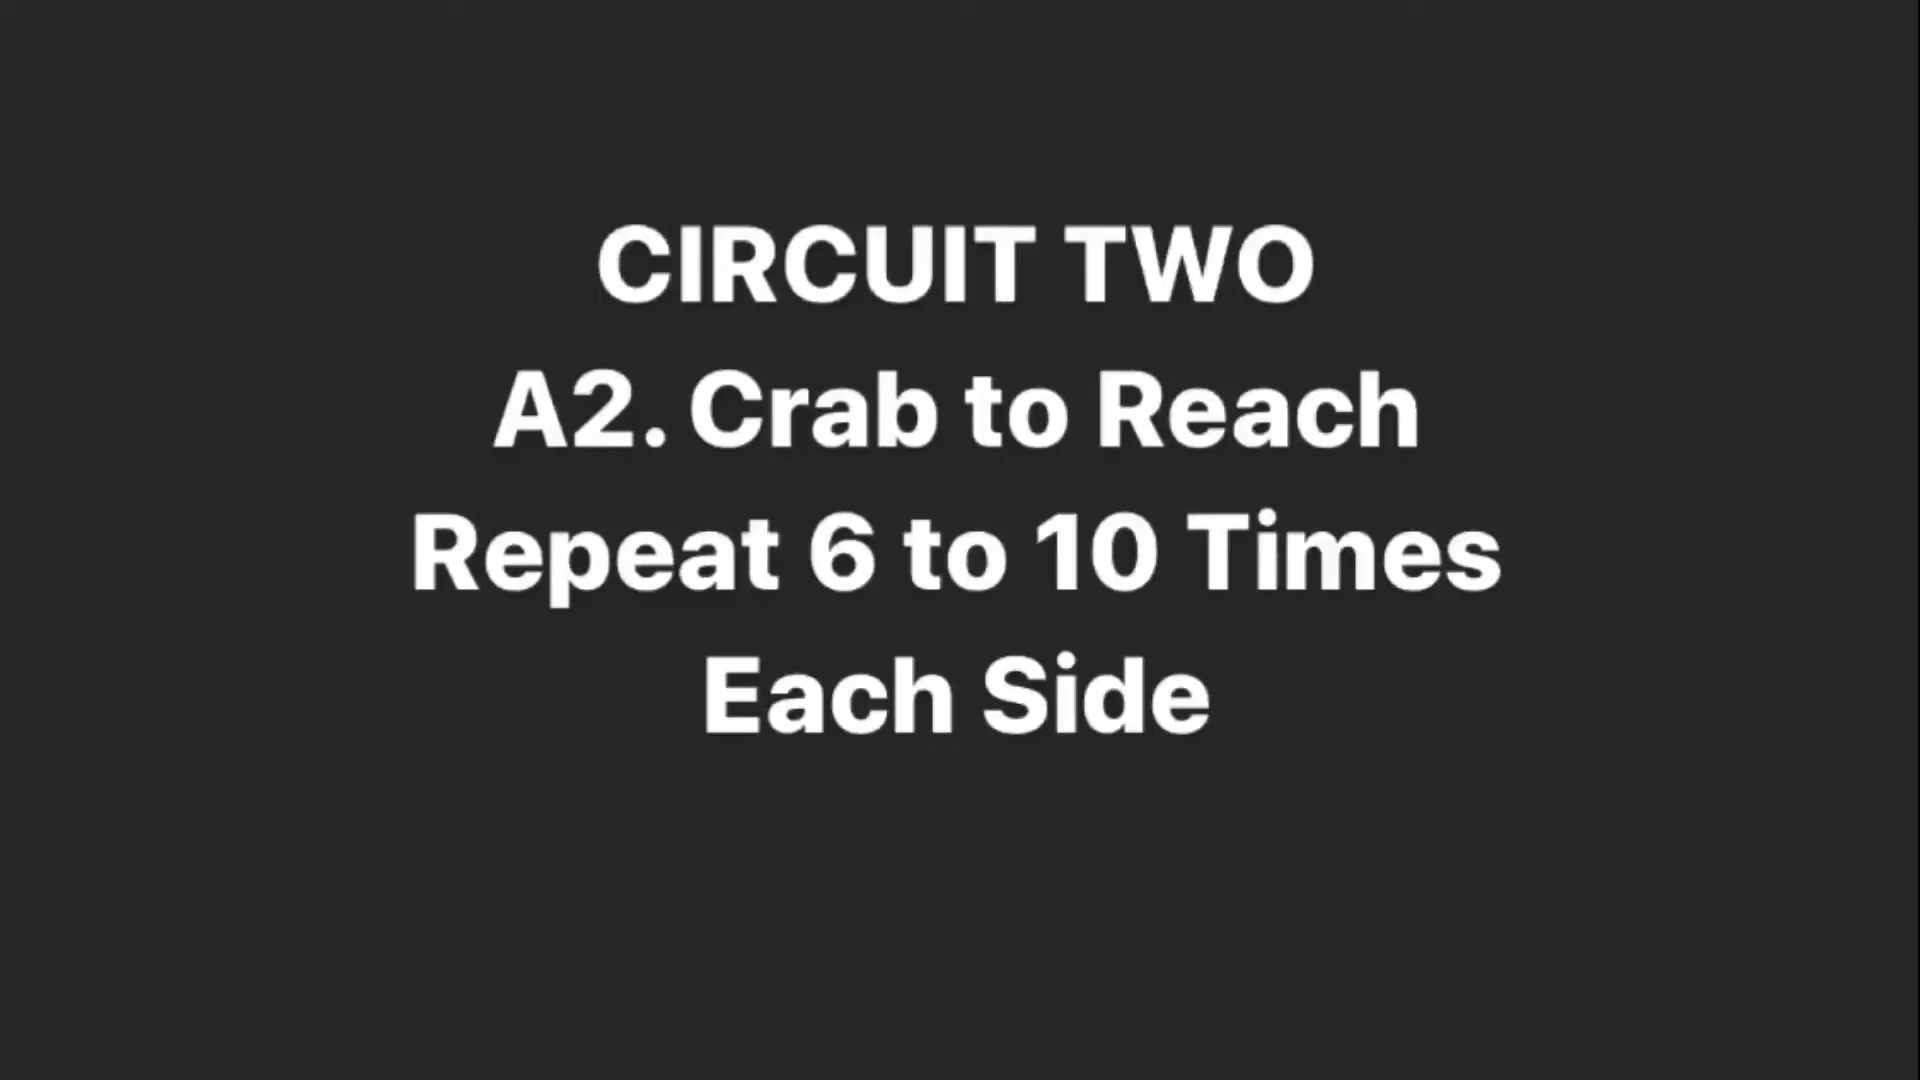 CIRCUIT TWO
A2. Crab to Reach
Repeat 6 to 10 Times
Each Side